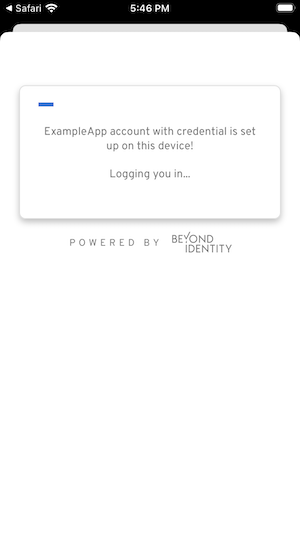 ◀ Safari 5:46 PM
ExampleApp account with credential is set
up on this device!
Logging you in...
POWERED BY BEYOND
IDENTITY